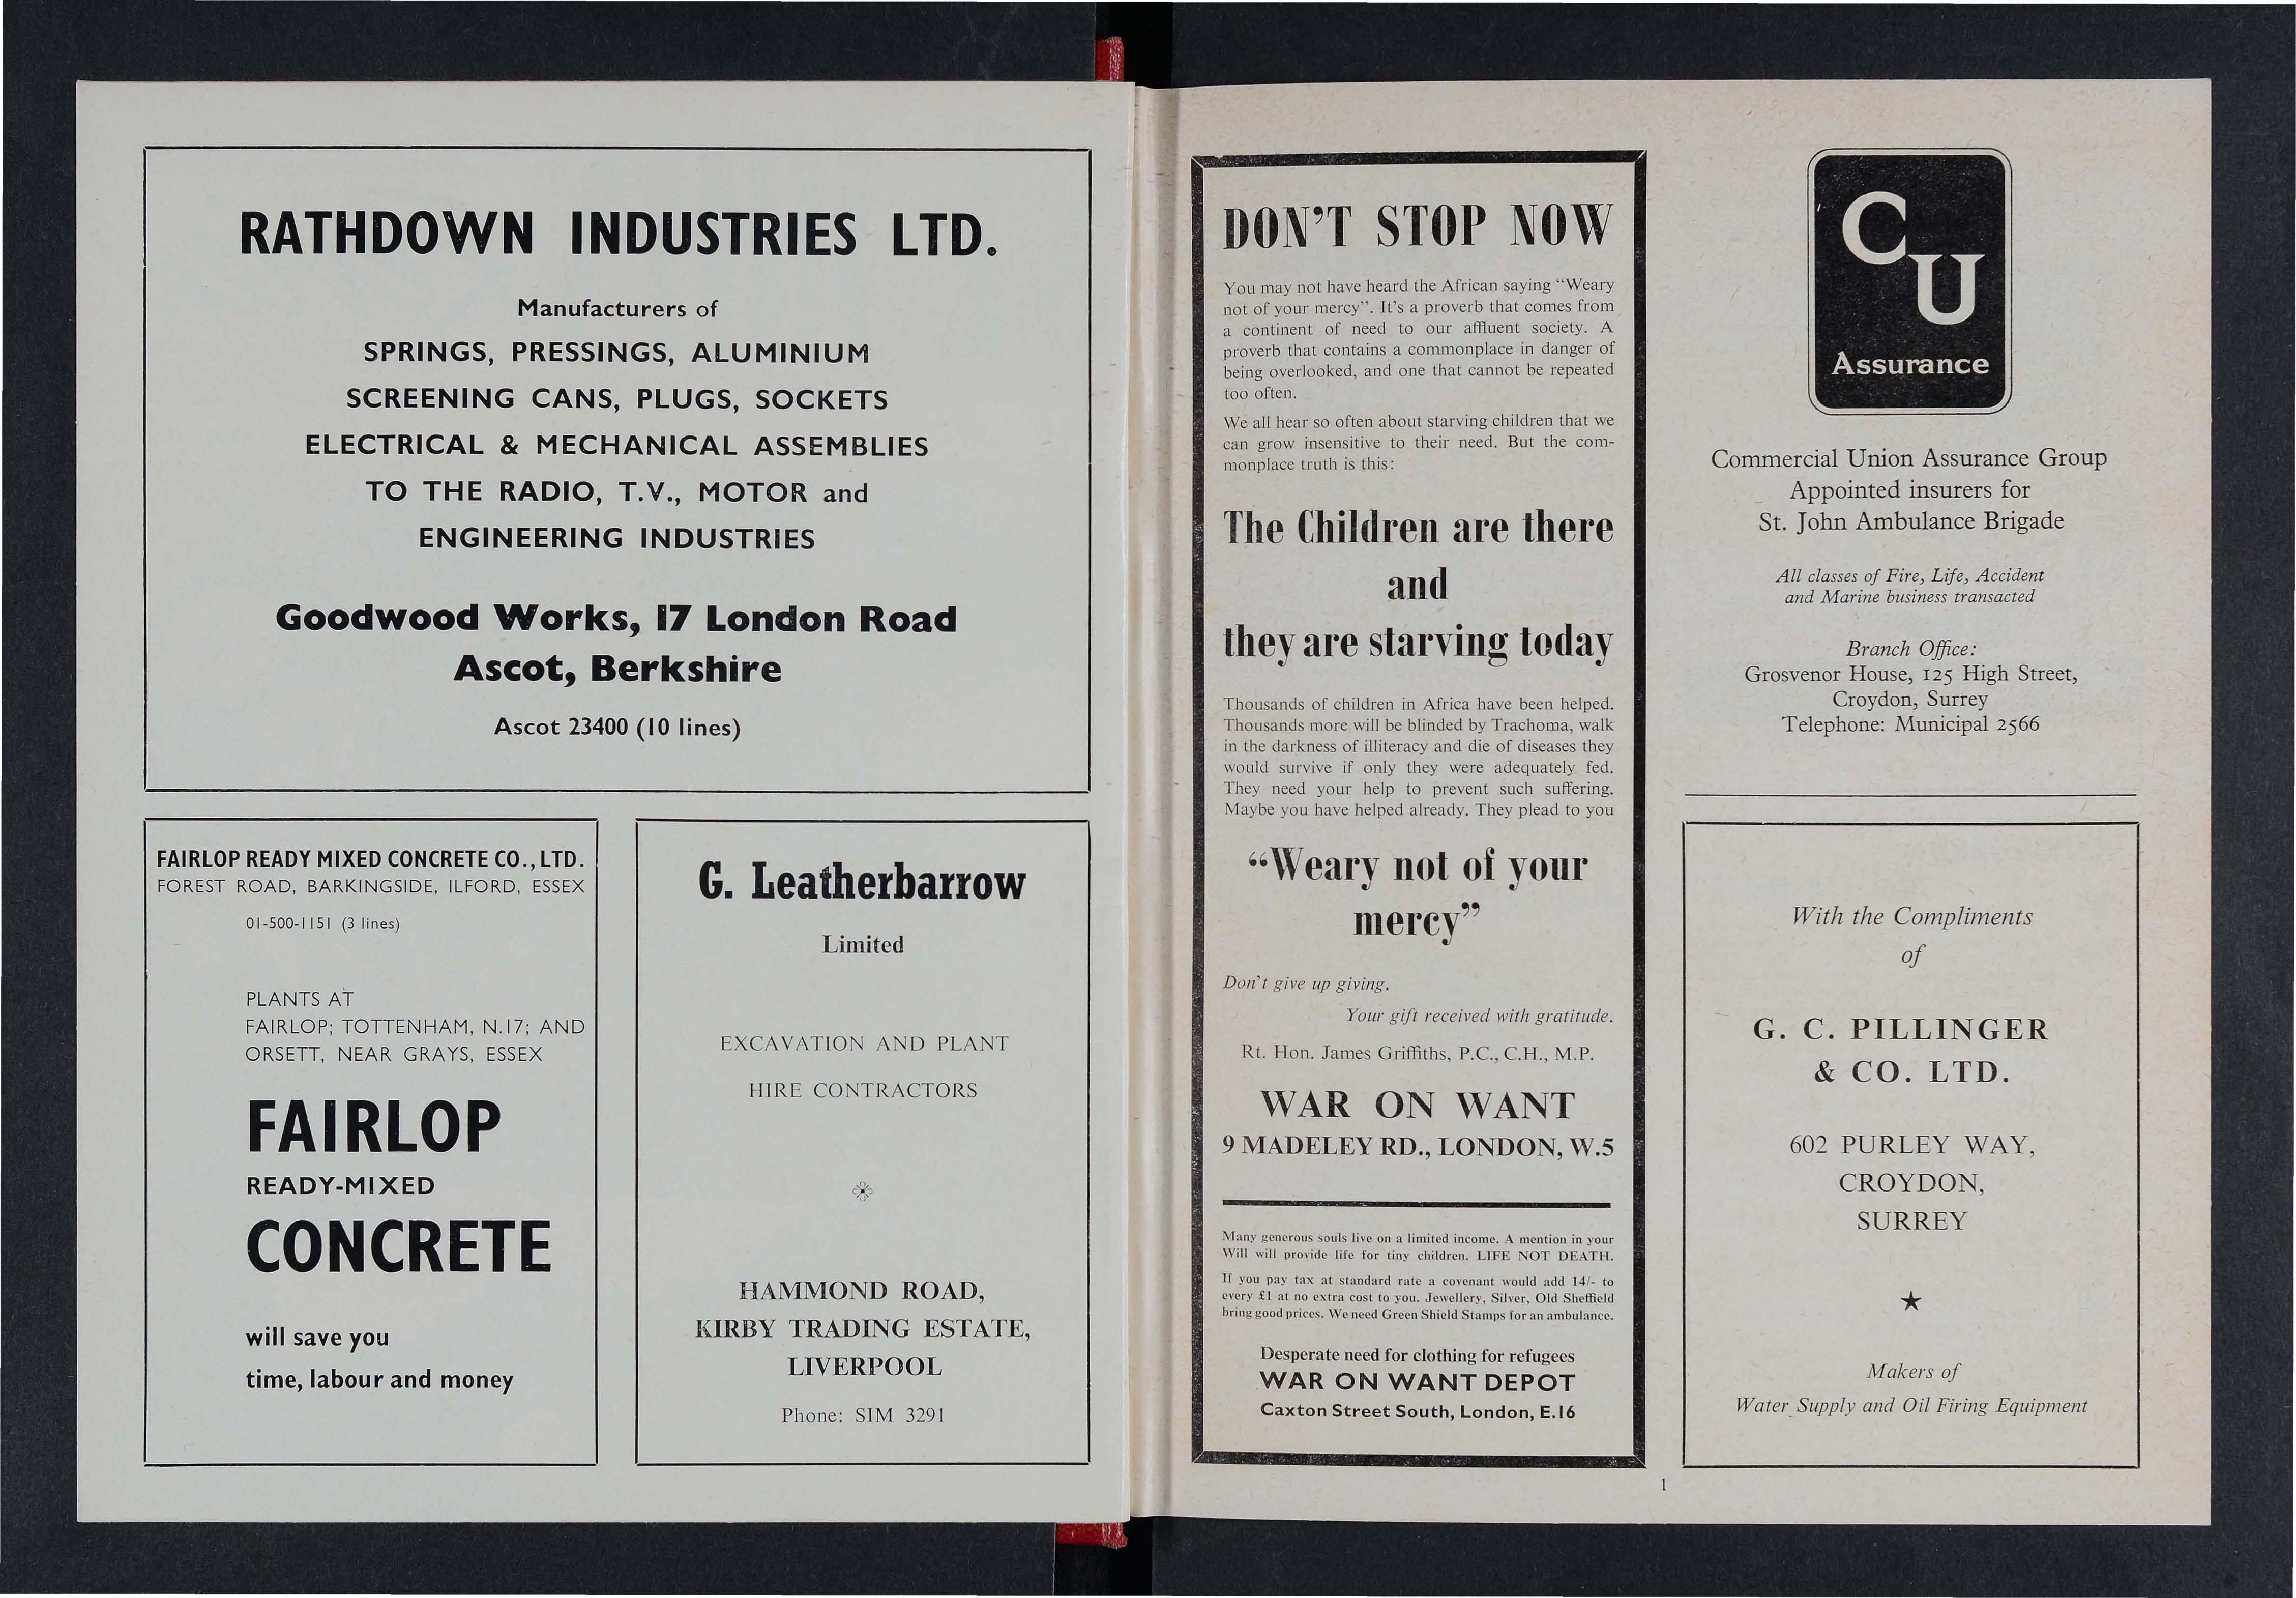 RATHDOWN INDUSTRIES LTD.
Manufacturers of
SPRINGS, PRESSINGS, ALUMINIUM
SCREENING CANS, PLUGS, SOCKETS
ELECTRICAL & MECHANICAL ASSEMBLIES
TO THE RADIO, T.V., MOTOR and
ENGINEERING INDUSTRIES
Goodwood Works, 17 London Road
Ascot, Berkshire
Ascot 23400 (10 lines)
FAIRLOP READY MIXED CONCRETE CO., LTD.
FOREST ROAD, BARKINGSIDE, ILFORD, ESSEX
01-500-1151 (3 lines)
PLANTS AT
FAIRLOP; TOTTENHAM, N.17; AND
ORSETT, NEAR GRAYS, ESSEX
FAIRLOP
READY-MIXED
CONCRETE
will save you
time, labour and money
G. Leatherbarrow
Limited
EXCAVATION AND PLANT
HIRE CONTRACTORS
HAMMOND ROAD,
KIRBY TRADING ESTATE,
LIVERPOOL
Phone: SIM 3291
DON'T STOP NOW
You may not have heard the African saying "Weary
not of your mercy". It's a proverb that comes from
a continent of need to our affluent society. A
proverb that contains a commonplace in danger of
being overlooked, and one that cannot be repeated
too often.
We all hear so often about starving children that we
can grow insensitive to their need. But the com-
monplace truth is this:
The Children are there
and
they are starving today
Thousands of children in Africa have been helped.
Thousands more will be blinded by Trachoma, walk
in the darkness of illiteracy and die of diseases they
would survive if only they were adequately fed.
They need your help to prevent such suffering.
Maybe you have helped already. They plead to you
"Weary not of your
mercy"
Don't give up giving.
Your gift received with gratitude.
Rt. Hon. James Griffiths, P.C., C.H., M.P.
WAR ON WANT
9 MADELEY RD., LONDON, W.5
Many generous souls live on a limited income. A mention in your
Will will provide life for tiny children. LIFE NOT DEATH.
If you pay tax at standard rate a covenant would add 14/- to
every £1 at no extra cost to you. Jewellery, Silver, Old Sheffield
bring good prices. We need Green Shield Stamps for an ambulance.
Desperate need for clothing for refugees
WAR ON WANT DEPOT
Caxton Street South, London, E.16
CU
Assurance
Commercial Union Assurance Group
Appointed insurers for
St. John Ambulance Brigade
All classes of Fire, Life, Accident
and Marine business transacted
Branch Office:
Grosvenor House, 125 High Street,
Croydon, Surrey
Telephone: Municipal 2566
With the Compliments
of
G. C. PILLINGER
& CO. LTD.
602 PURLEY WAY,
CROYDON,
SURREY
Makers of
Water Supply and Oil Firing Equipment
1